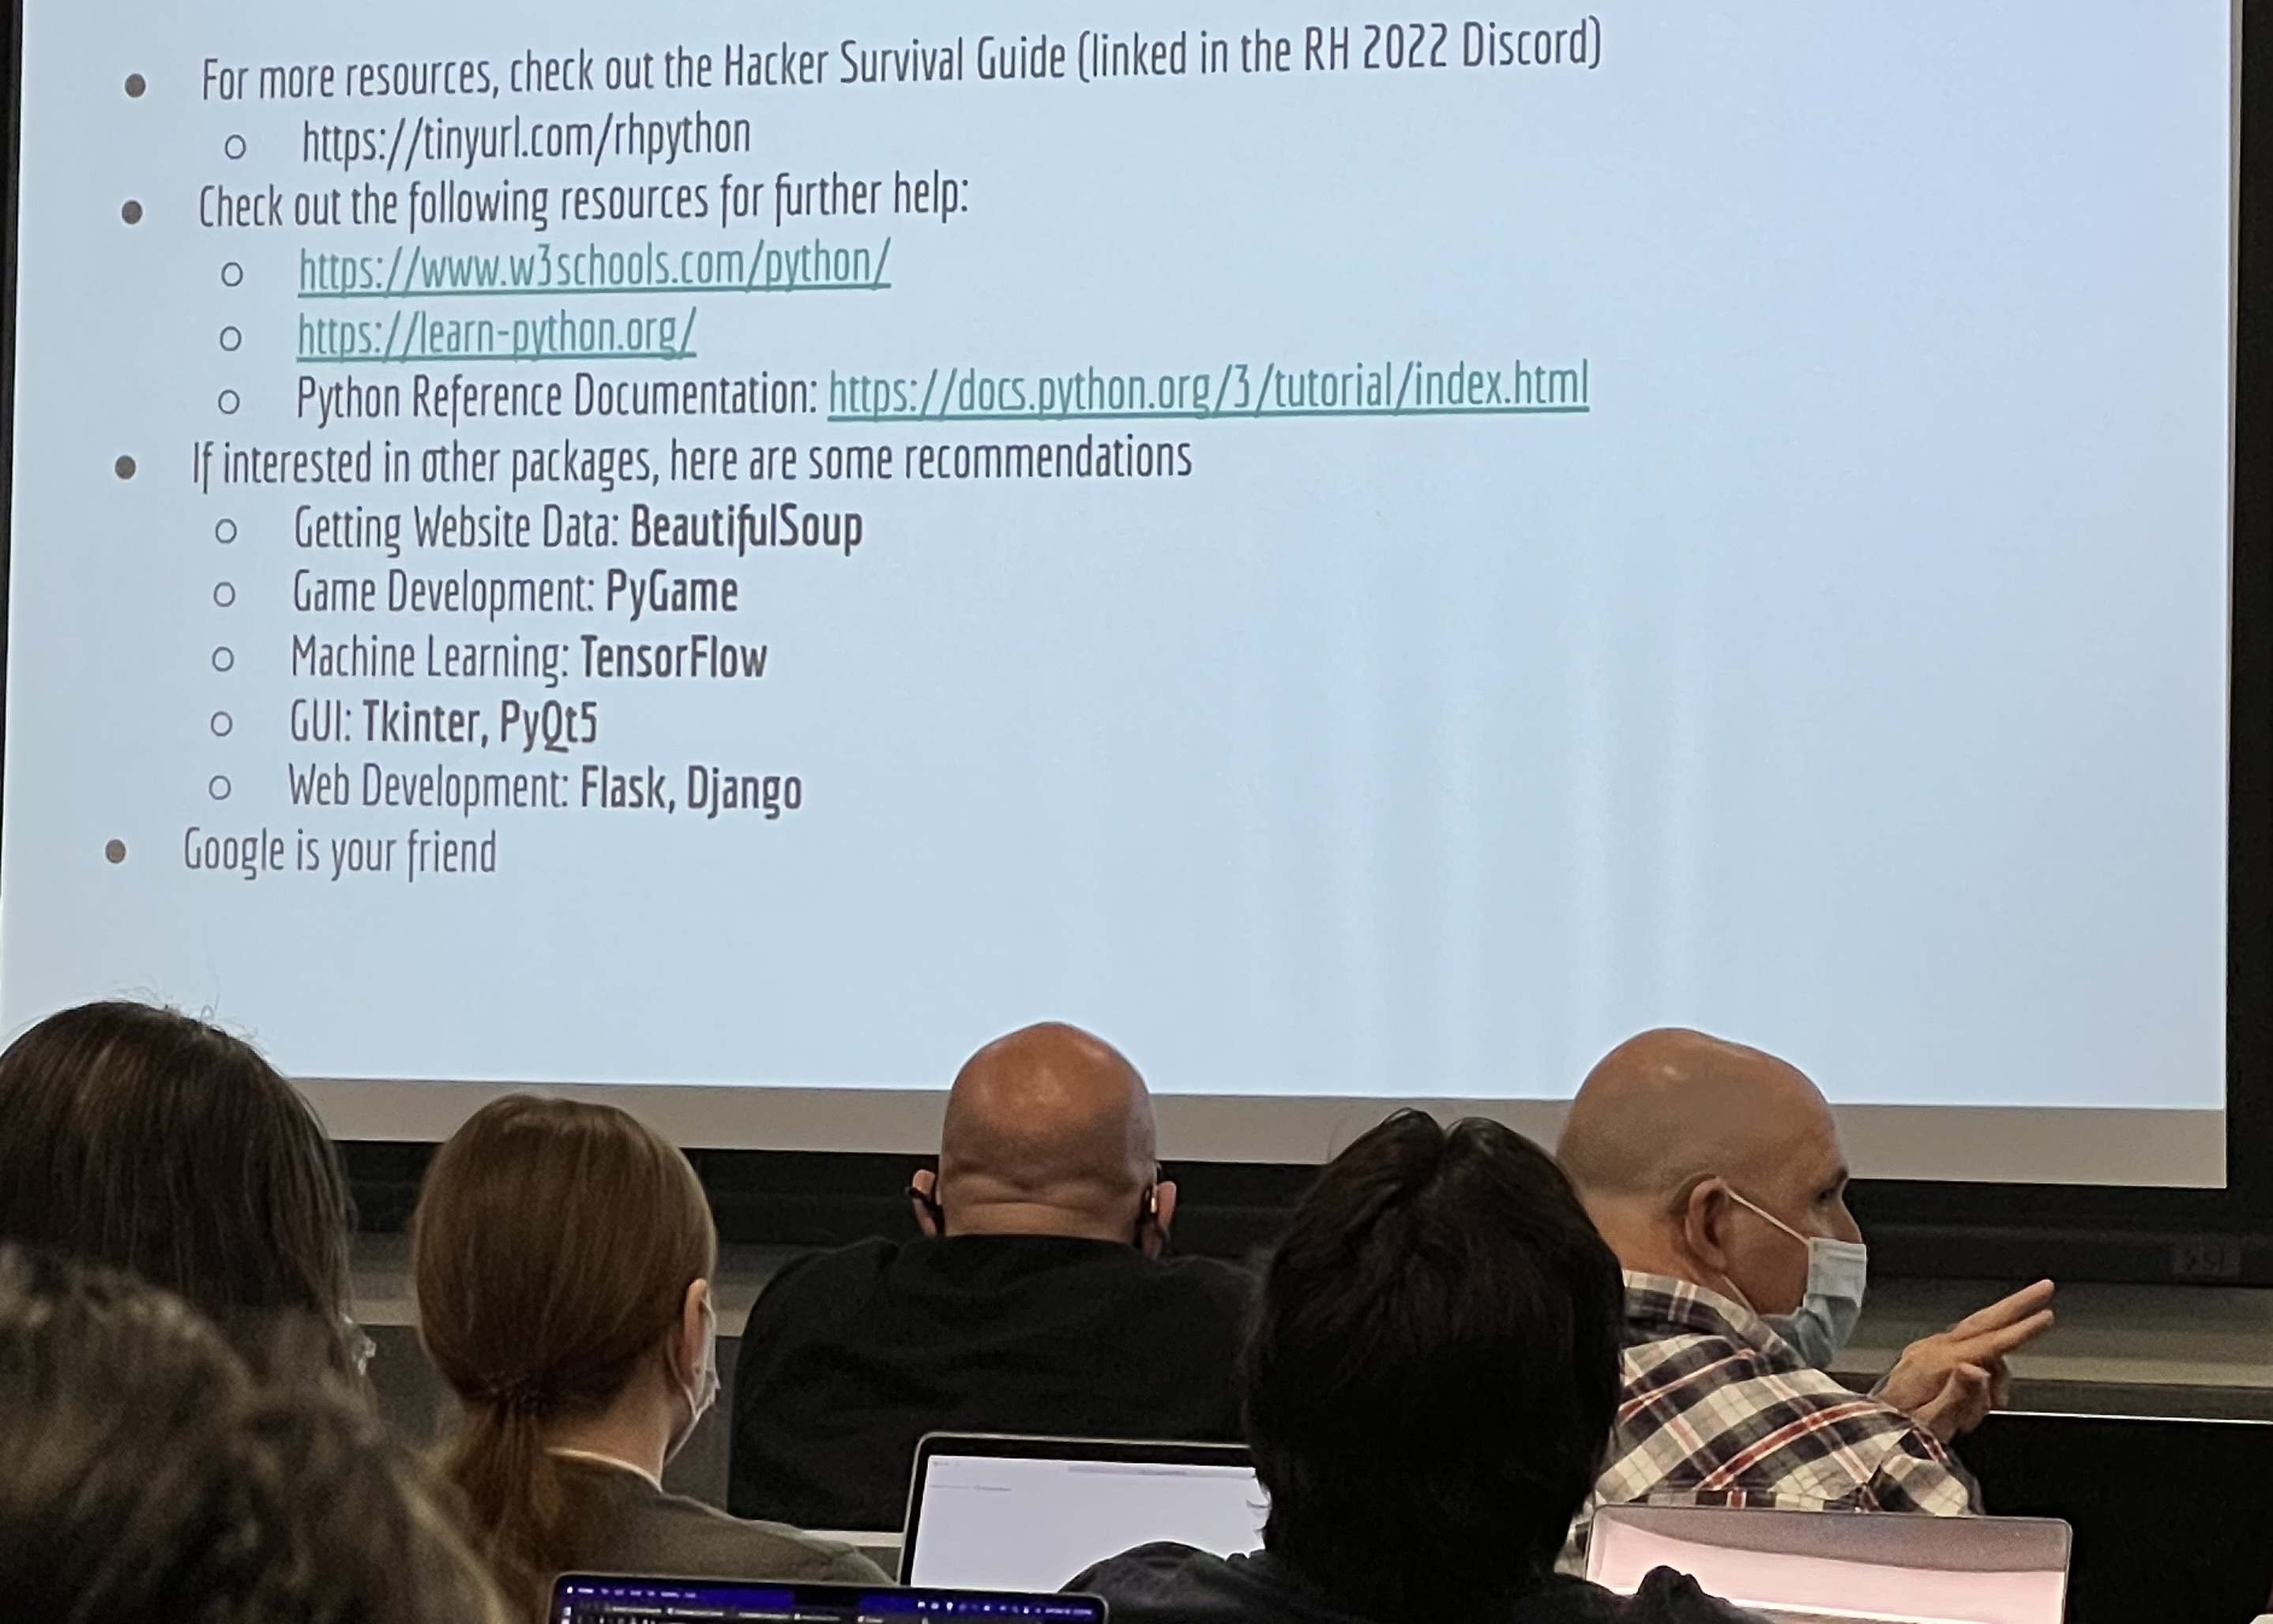 ● For more resources, check out the Hacker Survival Guide (linked in the RH 2022 Discord)
○ https://tinyurl.com/rhpython
● Check out the following resources for further help:
○ https://www.w3schools.com/python/
○ https://learn-python.org/
○ Python Reference Documentation: https://docs.python.org/3/tutorial/index.html
● If interested in other packages, here are some recommendations
○ Getting Website Data: BeautifulSoup
○ Game Development: PyGame
○ Machine Learning: TensorFlow
○ GUI: Tkinter, PyQt5
○ Web Development: Flask, Django
● Google is your friend